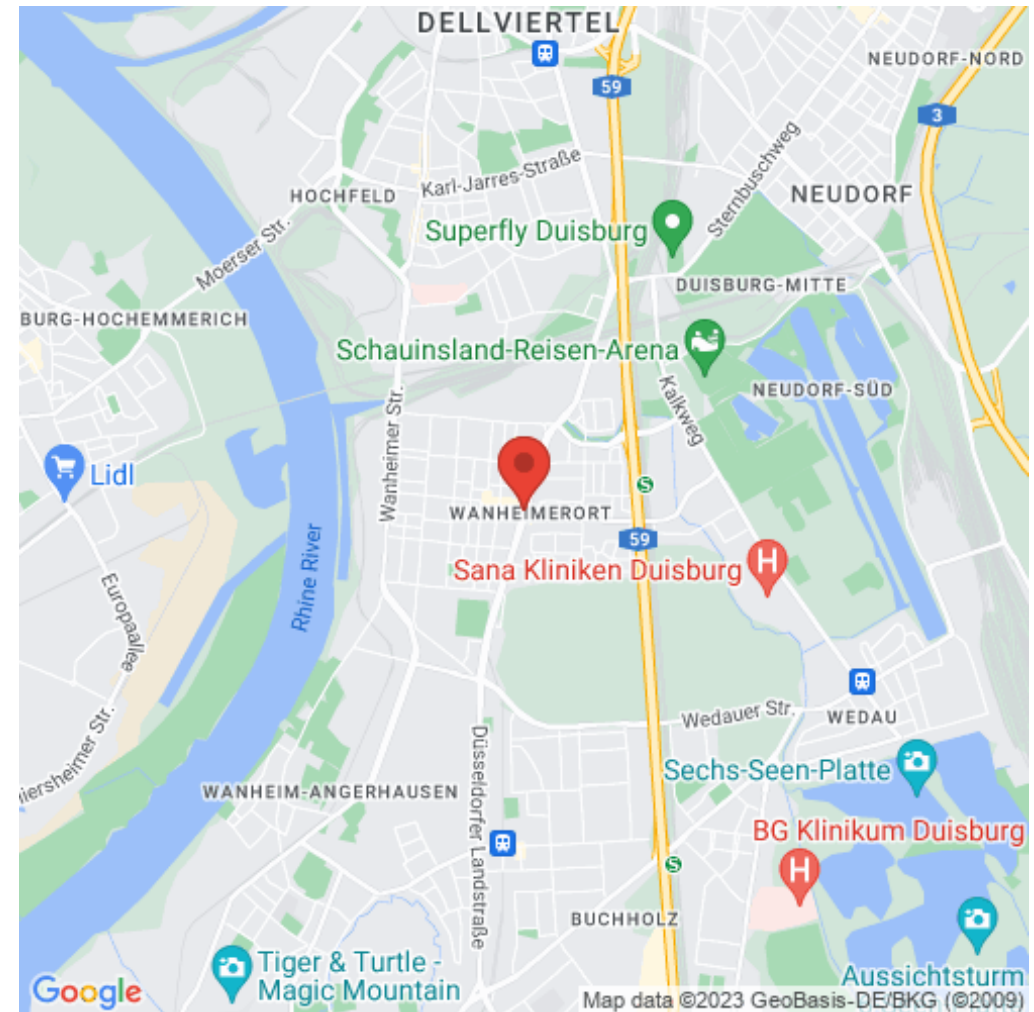 DELLVIERTEL
NEUDORF-NORD
59
3
Karl-Jarres-Straße
Sternbuschweg
HOCHFELD
NEUDORF
Moerser Str.
Superfly Duisburg
DUISBURG-MITTE
BURG-HOCHEMMERICH
Schauinsland-Reisen-Arena
NEUDORF-SÜD
Kalkweg
Wanheimer Str.
Lidl
S
WANHEIMERORT
59
Sana Kliniken Duisburg
H
Rhine River
Europaallee
Wedauer Str.
WEDAU
iersheimer Str.
Düsseldorfer Landstraße
Sechs-Seen-Platte
WANHEIM-ANGERHAUSEN
BG Klinikum Duisburg
H
S
BUCHHOLZ
Tiger & Turtle -
Magic Mountain
Aussichtsturm
Google
Map data ©2023 GeoBasis-DE/BKG (©2009)